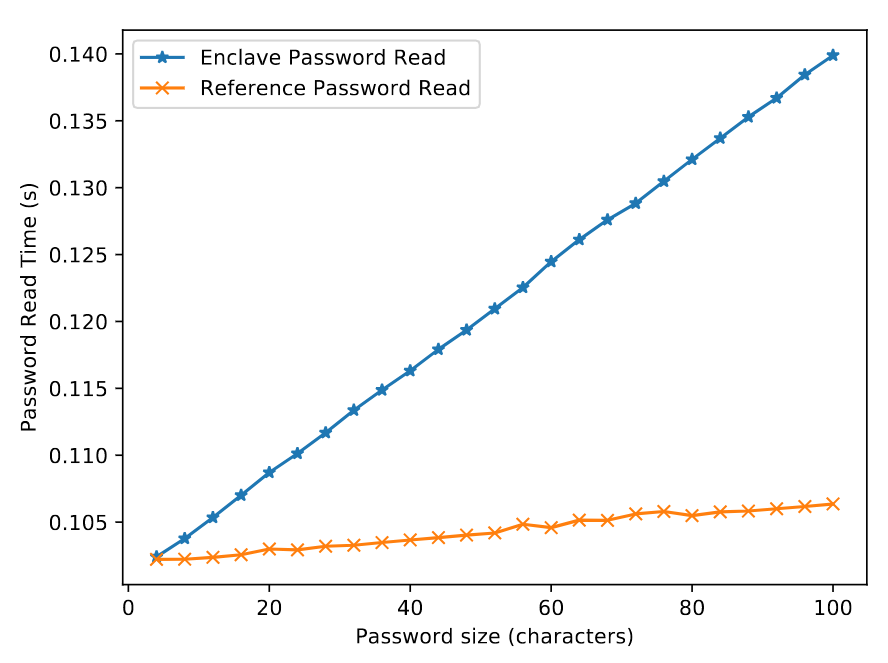 Enclave Password Read
Reference Password Read
Password Read Time (s)
0.140
0.135
0.130
0.125
0.120
0.115
0.110
0.105
0 20 40 60 80 100
Password size (characters)